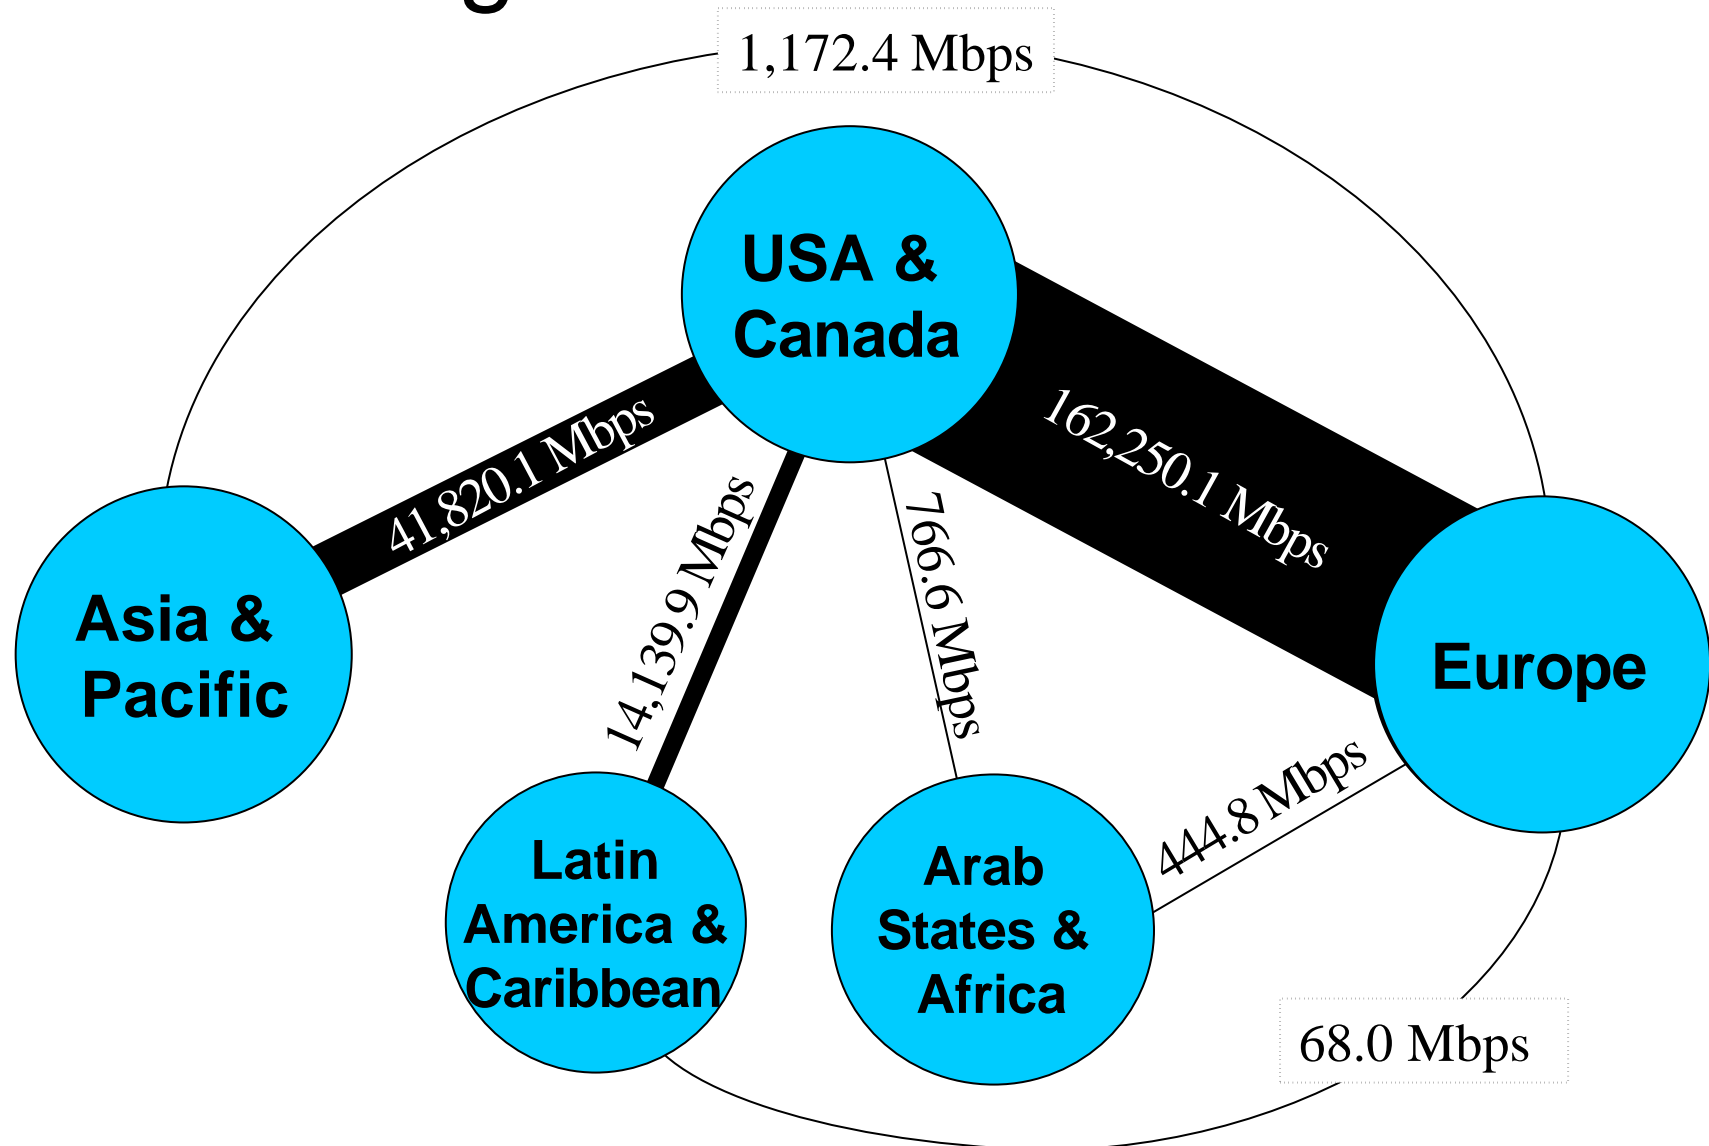 1,172.4 Mbps
USA &
Canada
41,820.1 Mbps
162,250.1 Mbps
14,139.9 Mbps
766.6 Mbps
Asia &
Pacific
Europe
444.8 Mbps
Latin
America &
Caribbean
Arab
States &
Africa
68.0 Mbps